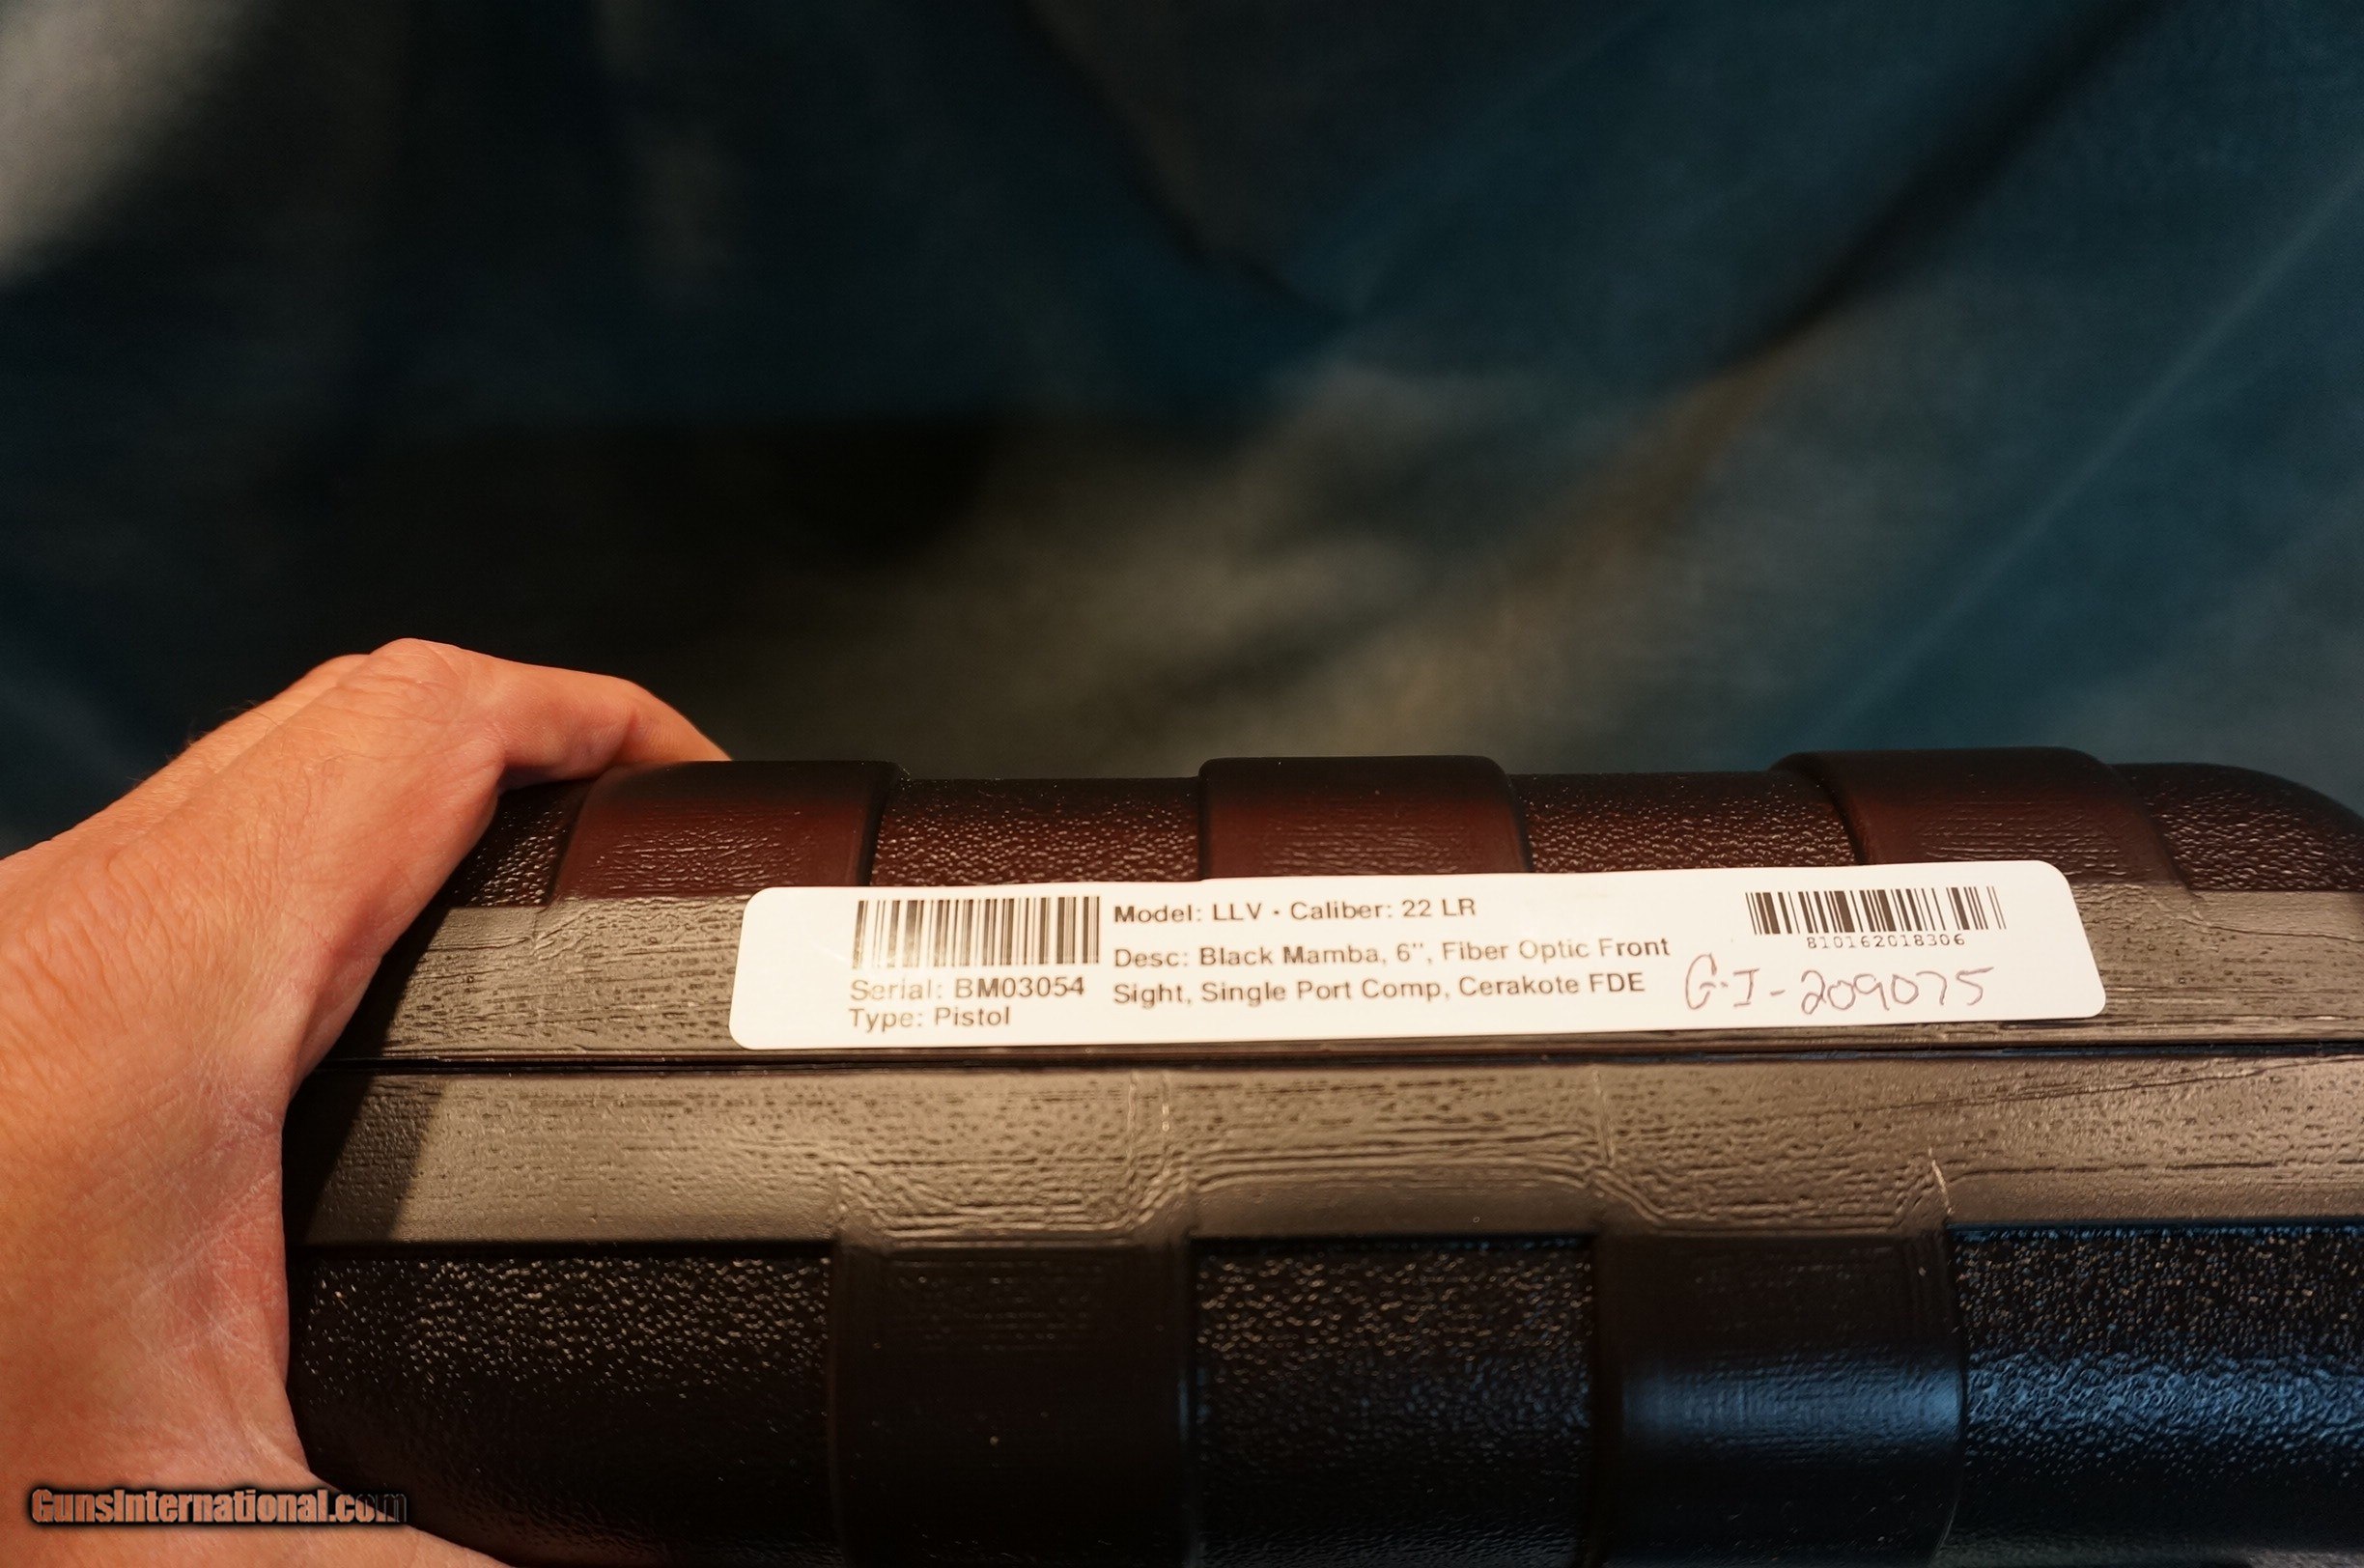 Model: LLV • Caliber: 22 LR
Desc: Black Mamba, 6", Fiber Optic Front
Sight, Single Port Comp, Cerakote FDE
Serial: BM03054
Type: Pistol
810162018306
G.I-209075
GunsInternational.com